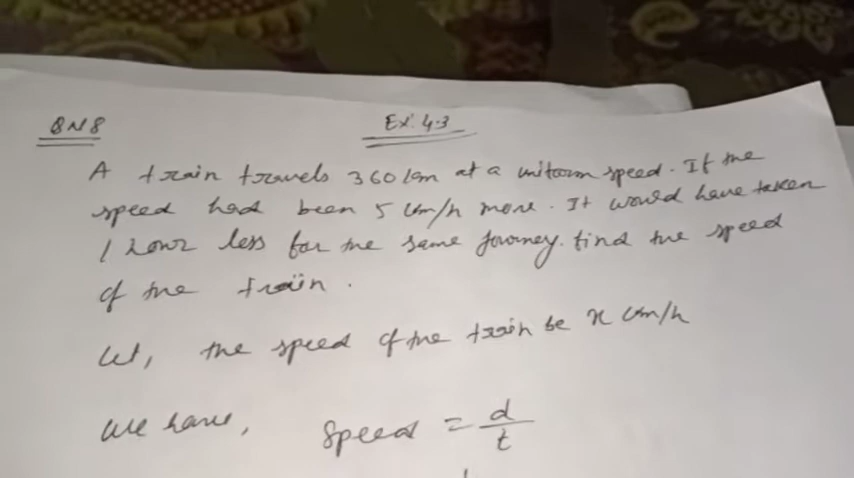 QN8 Ex. 4.3
A train travels 360 km at a uniform speed. If the
speed had been 5 km/h more. It would have taken
1 hour less for the same journey. find the speed
of the train.
Let, the speed of the train be x km/h
We have, Speed = d/t